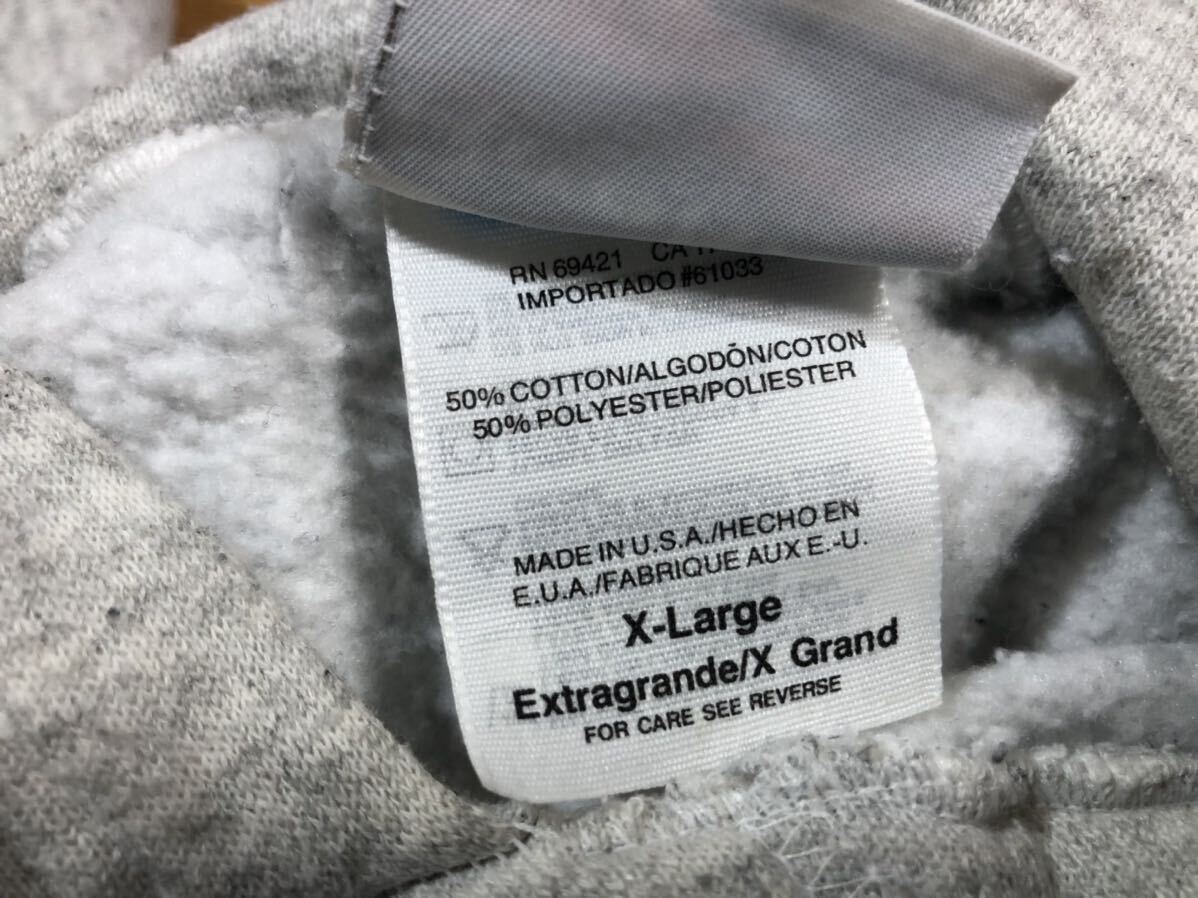 RN 69421 CA
IMPORTADO #61033
50% COTTON/ALGODÓN/COTON
50% POLYESTER/POLIESTER
MADE IN U.S.A./HECHO EN
E.U.A./FABRIQUE AUX E.-U.
X-Large
Extragrande/X Grand
FOR CARE SEE REVERSE